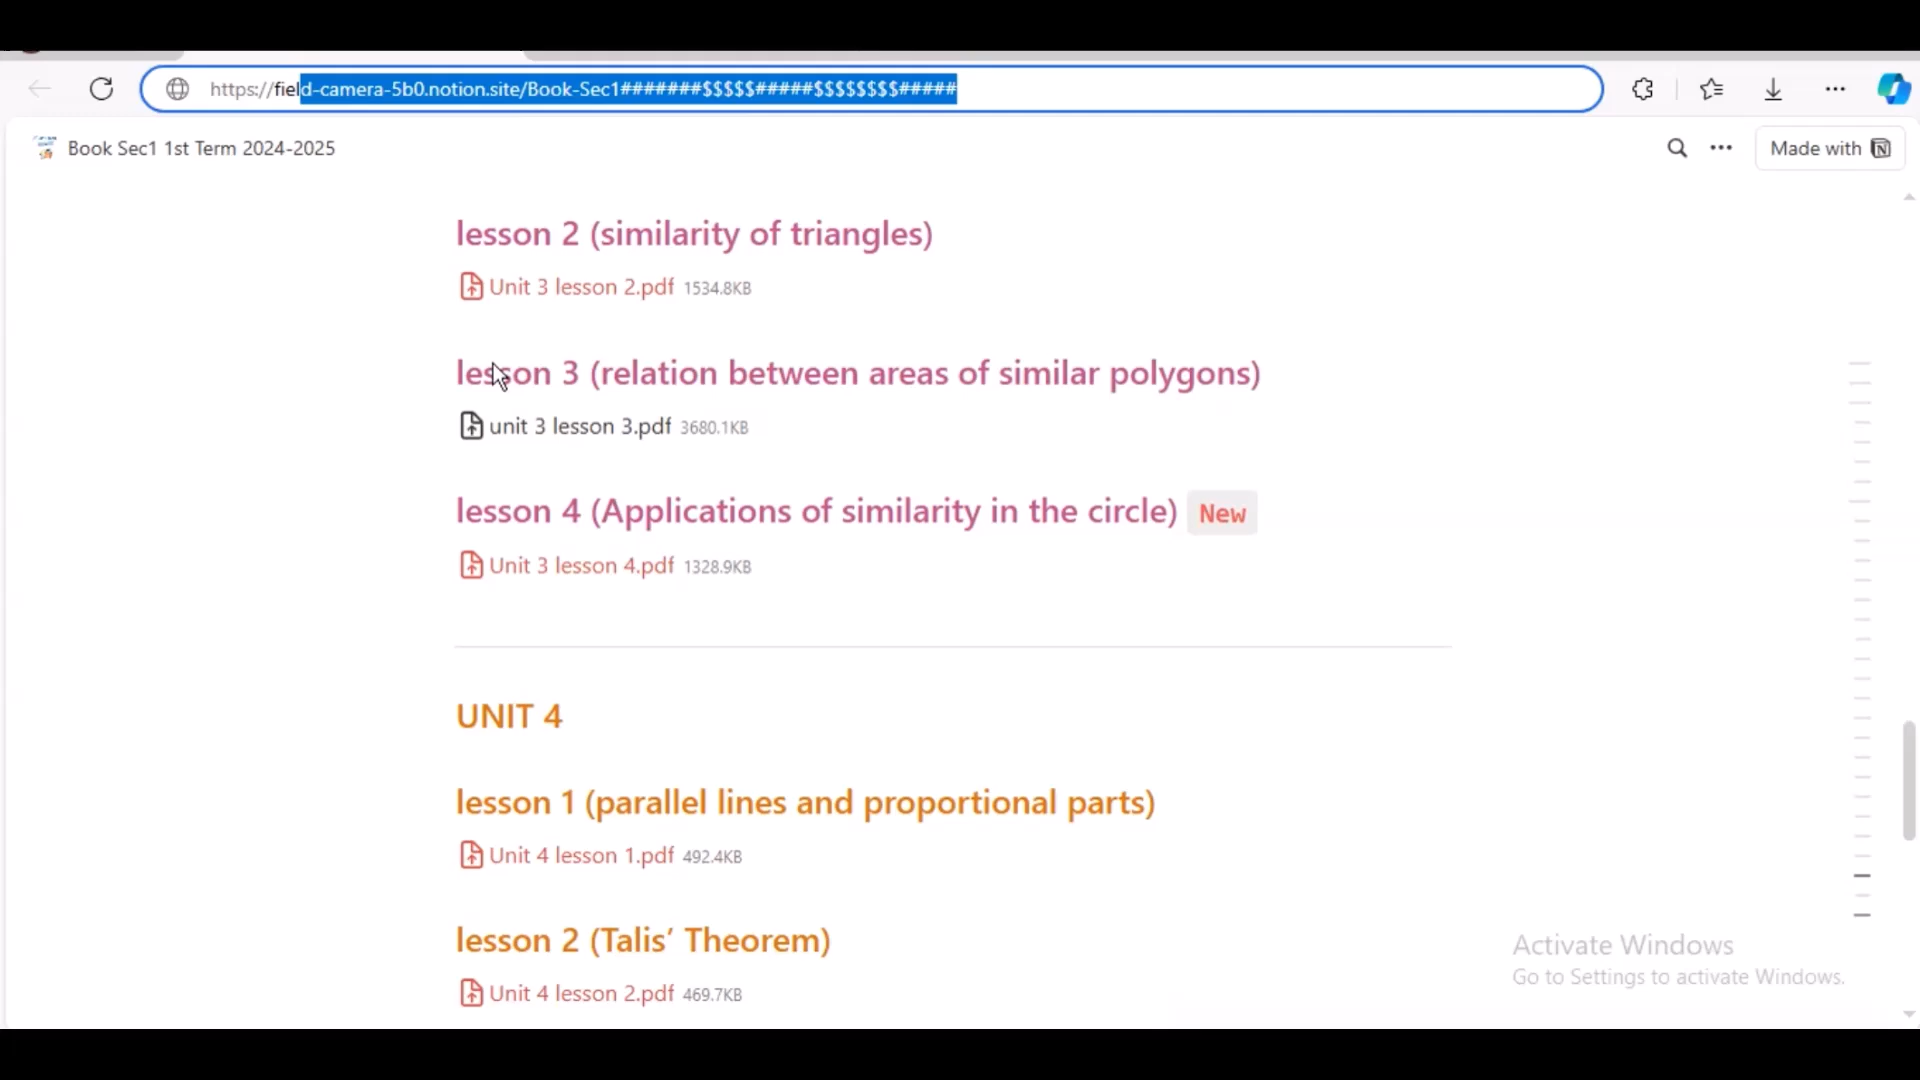 https://field-camera-5b0.notion.site/Book-Sec1#######$$$$$#####$$$$$$$$#####
Book Sec1 1st Term 2024-2025
Made with
lesson 2 (similarity of triangles)
Unit 3 lesson 2.pdf 1534.8KB
lesson 3 (relation between areas of similar polygons)
unit 3 lesson 3.pdf 3680.1KB
lesson 4 (Applications of similarity in the circle) New
Unit 3 lesson 4.pdf 1328.9KB
UNIT 4
lesson 1 (parallel lines and proportional parts)
Unit 4 lesson 1.pdf 492.4KB
lesson 2 (Talis’ Theorem)
Unit 4 lesson 2.pdf 469.7KB
Activate Windows
Go to Settings to activate Windows.